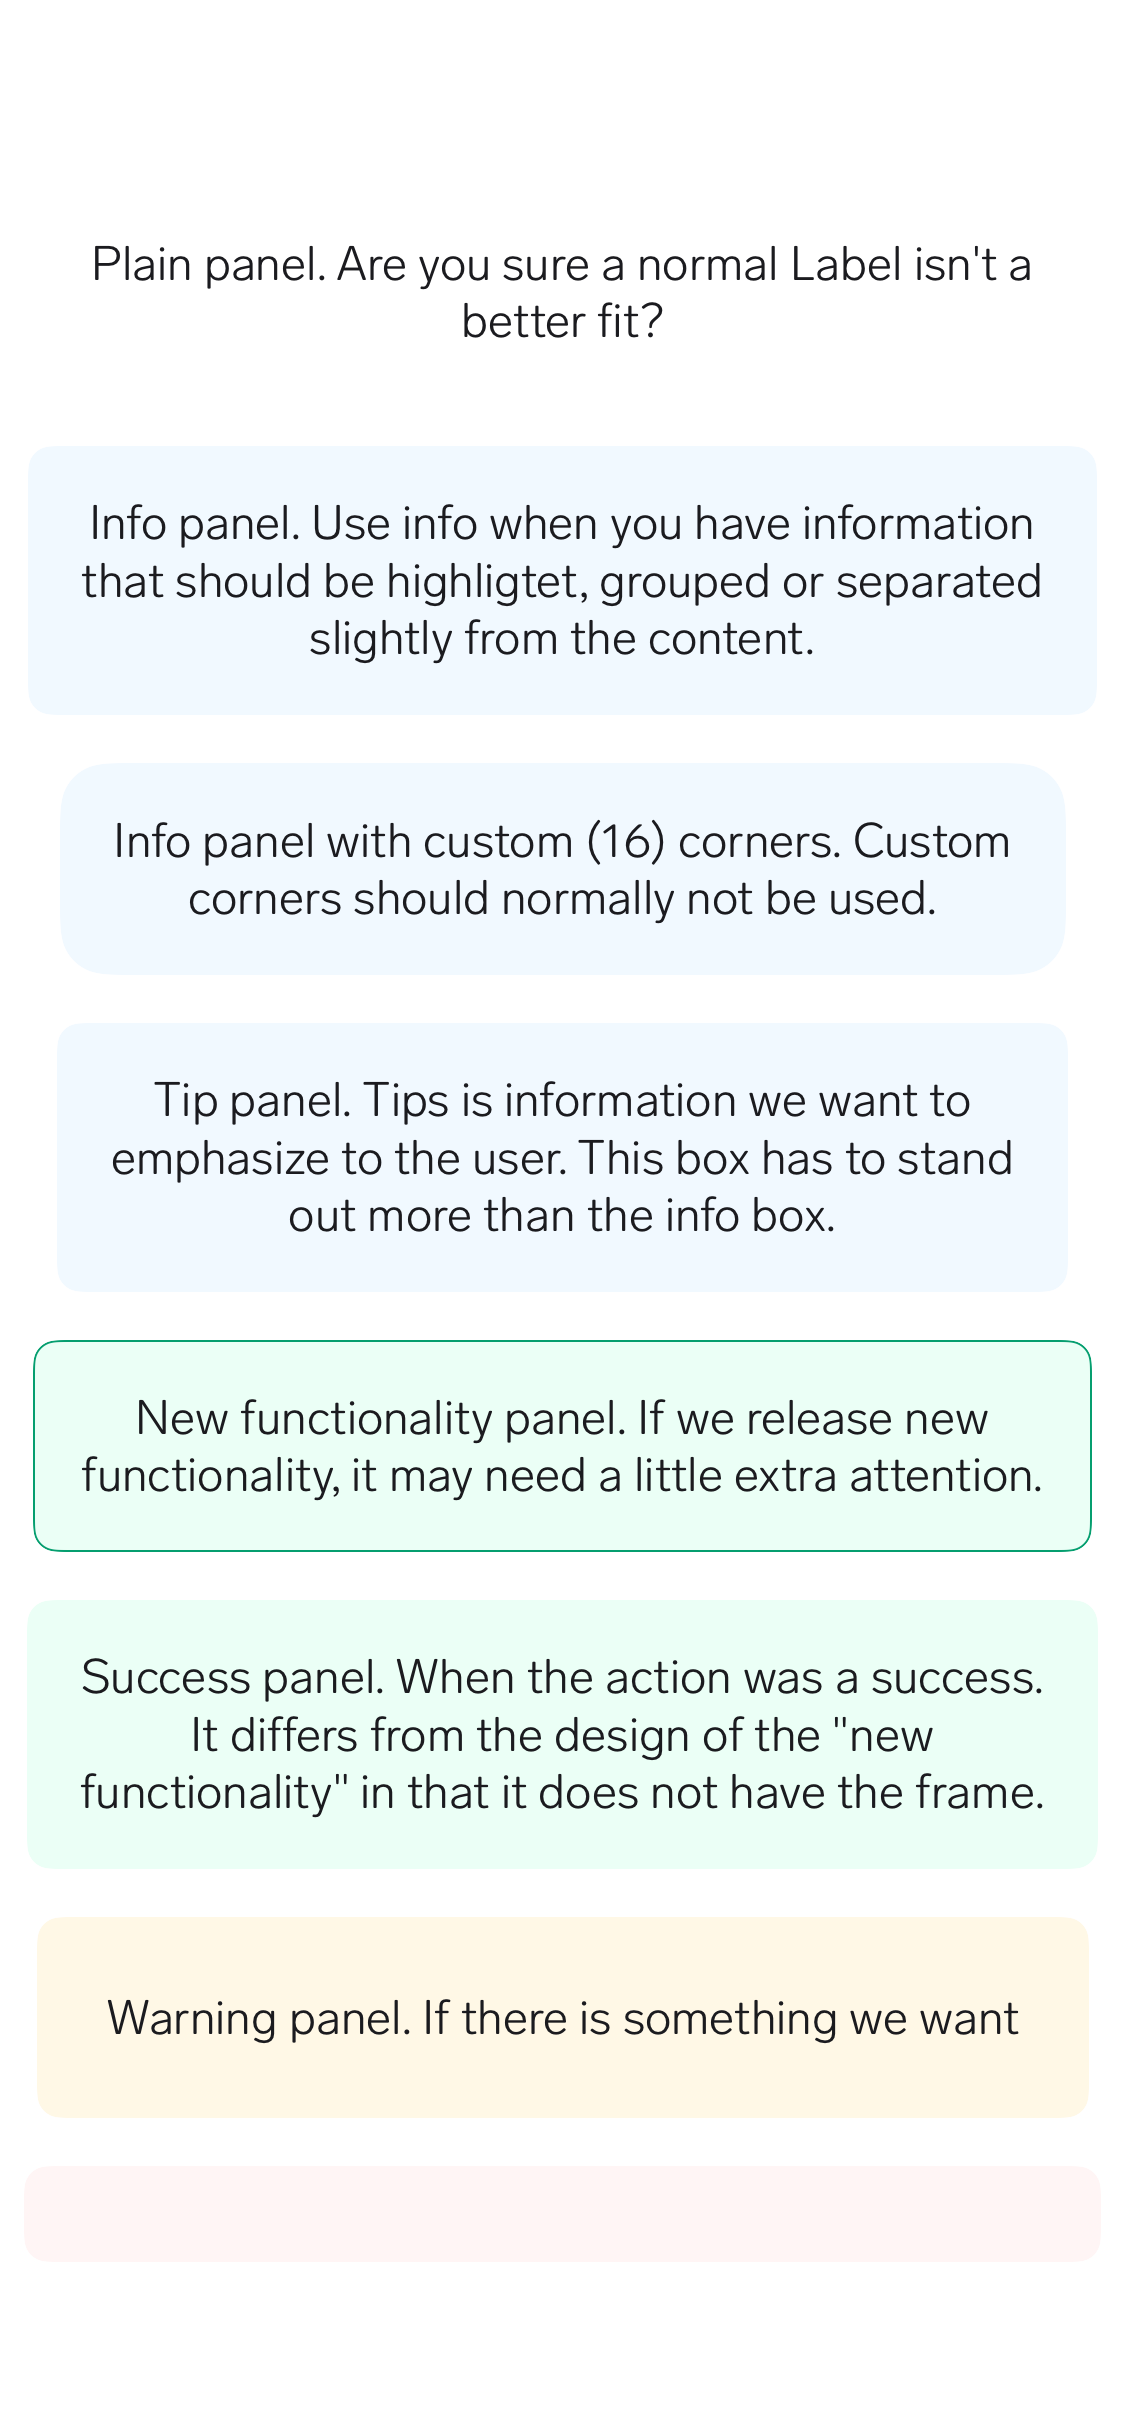 Plain panel. Are you sure a normal Label isn't a
better fit?
Info panel. Use info when you have information
that should be highligtet, grouped or separated
slightly from the content.
Info panel with custom (16) corners. Custom
corners should normally not be used.
Tip panel. Tips is information we want to
emphasize to the user. This box has to stand
out more than the info box.
New functionality panel. If we release new
functionality, it may need a little extra attention.
Success panel. When the action was a success.
It differs from the design of the "new
functionality" in that it does not have the frame.
Warning panel. If there is something we want